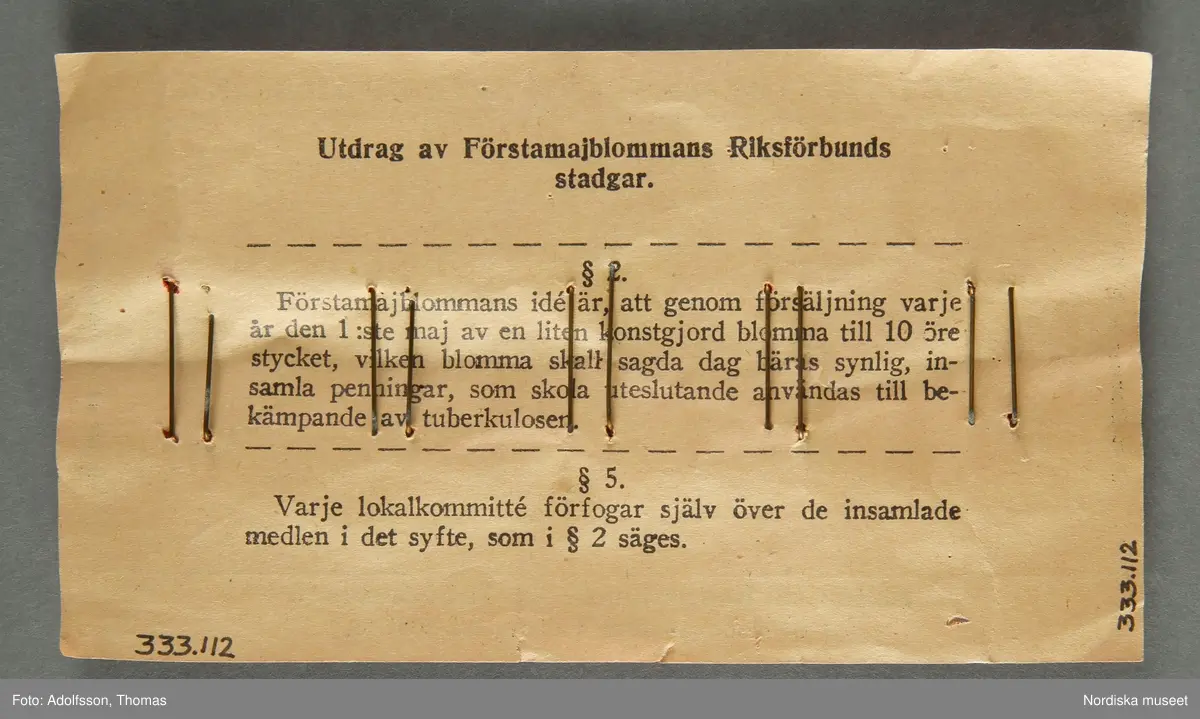 Utdrag av Förstamajblommans Riksförbunds
stadgar.
§ 2.
Förstamajblommans idé är, att genom försäljning varje
år den 1:ste maj av en liten konstgjord blomma till 10 öre
stycket, vilken blomma skall sagda dag bäras synlig, in-
samla penningar, som skola uteslutande användas till be-
kämpande av tuberkulosen.
§ 5.
Varje lokalkommitté förfogar själv över de insamlade
medlen i det syfte, som i § 2 säges.
333.112
333.112
Foto: Adolfsson, Thomas
Nordiska museet